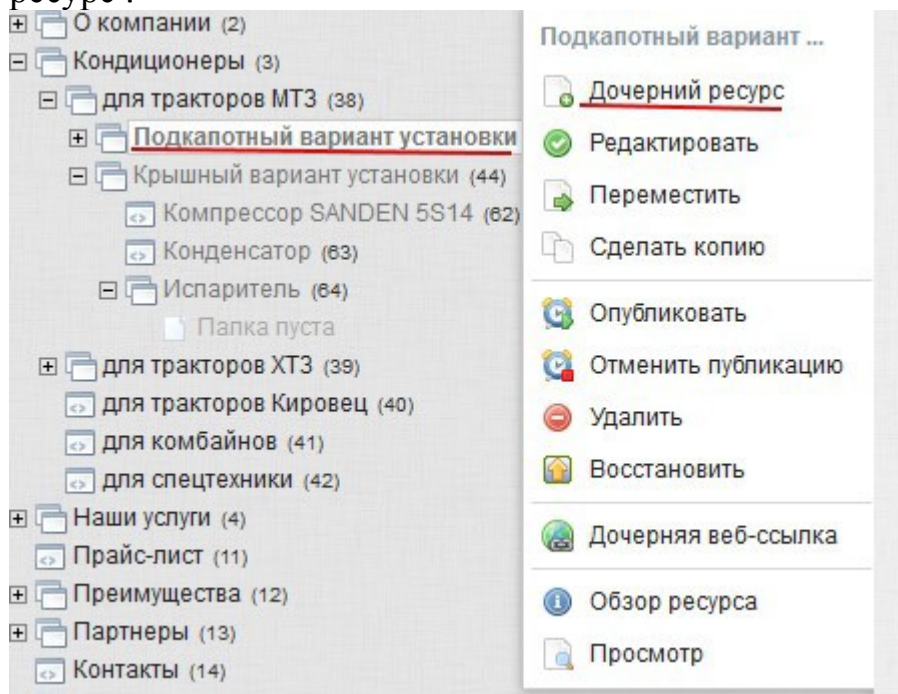 ресурс".
О компании (2)
Кондиционеры (3)
для тракторов МТЗ (38)
Подкапотный вариант установки
Крышный вариант установки (44)
Компрессор SANDEN 5S14 (62)
Конденсатор (63)
Испаритель (64)
Папка пуста
для тракторов ХТЗ (39)
для тракторов Кировец (40)
для комбайнов (41)
для спецтехники (42)
Наши услуги (4)
Прайс-лист (11)
Преимущества (12)
Партнеры (13)
Контакты (14)
Подкапотный вариант ...
Дочерний ресурс
Редактировать
Переместить
Сделать копию
Опубликовать
Отменить публикацию
Удалить
Восстановить
Дочерняя веб-ссылка
Обзор ресурса
Просмотр